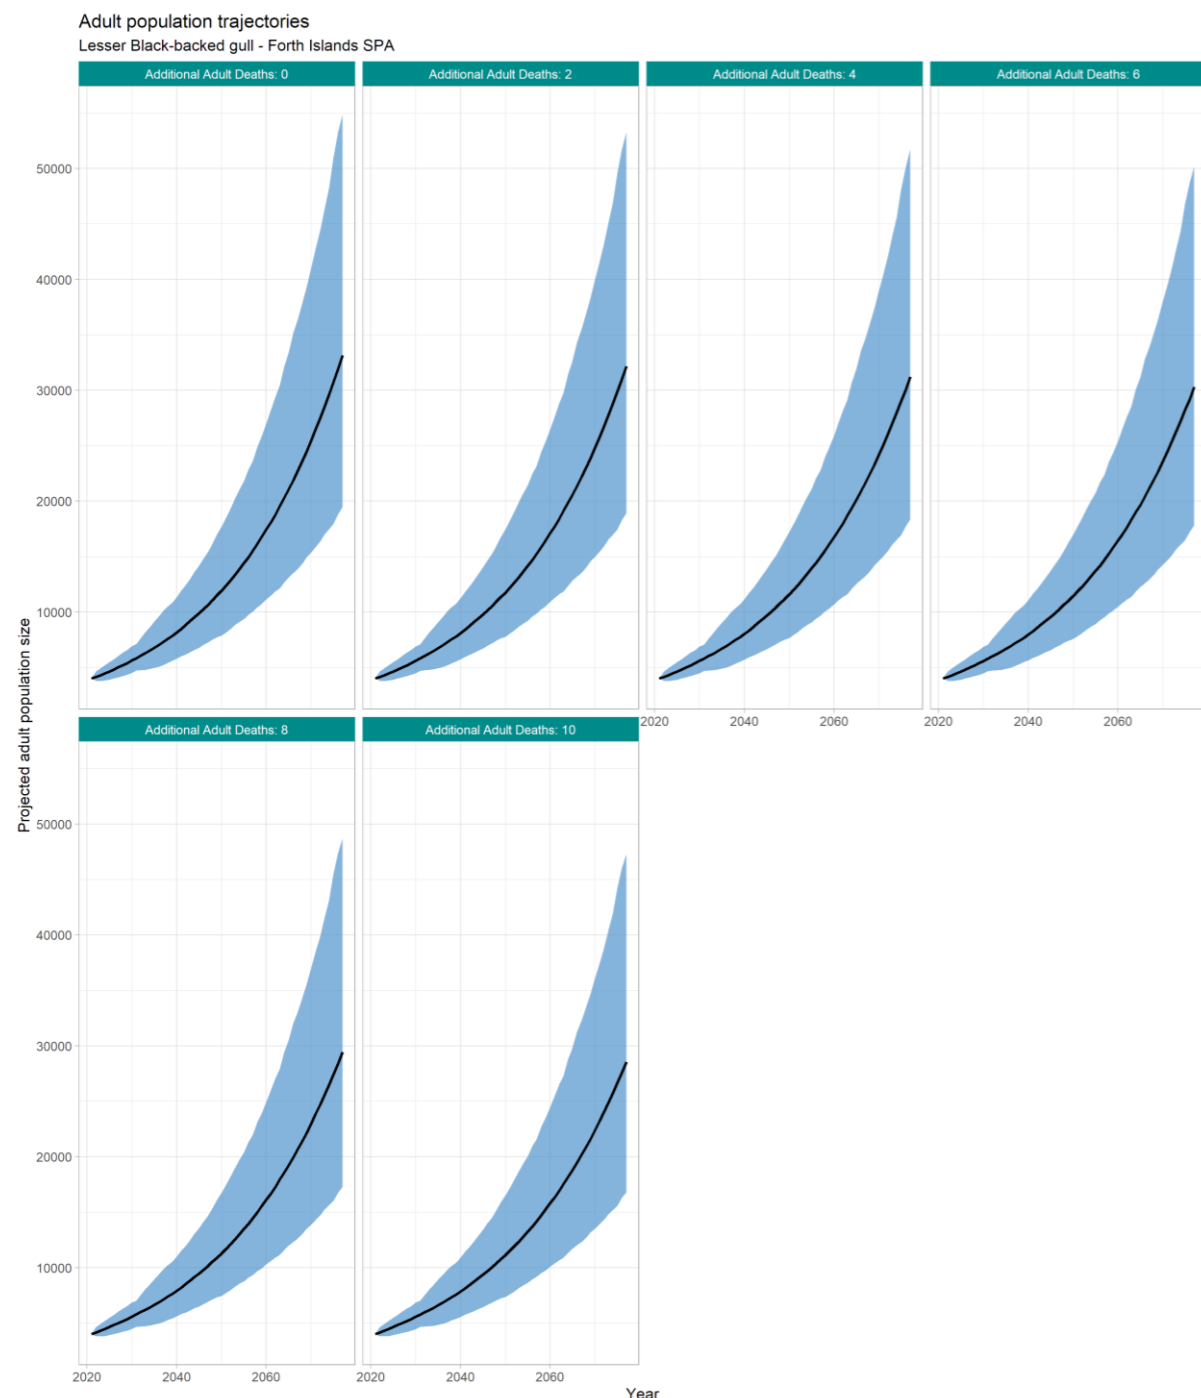 Adult population trajectories
Lesser Black-backed gull - Forth Islands SPA
Additional Adult Deaths: 0
Additional Adult Deaths: 2
Additional Adult Deaths: 4
Additional Adult Deaths: 6
50000
40000
30000
20000
10000
2020 2040 2060
2020 2040 2060
Projected adult population size
Additional Adult Deaths: 8
Additional Adult Deaths: 10
50000
40000
30000
20000
10000
2020 2040 2060
2020 2040 2060
Year